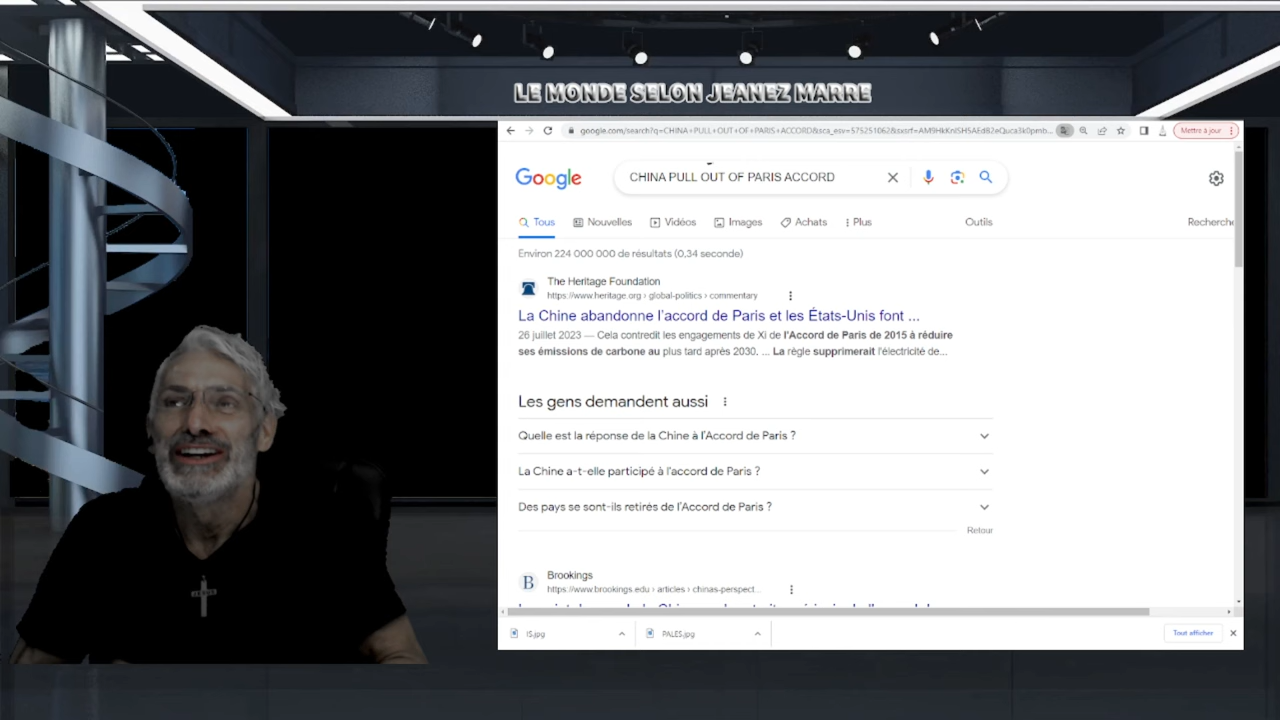 LE MONDE SELON JEANEZ MARRE
Mettre à jour
Google
CHINA PULL OUT OF PARIS ACCORD
Tous Nouvelles Vidéos Images Achats Plus Outils Recherche
Environ 224 000 000 de résultats (0,34 seconde)
The Heritage Foundation
https://www.heritage.org › global-politics › commentary
La Chine abandonne l'accord de Paris et les États-Unis font ...
26 juillet 2023 — Cela contredit les engagements de Xi de l'Accord de Paris de 2015 à réduire
ses émissions de carbone au plus tard après 2030. ... La règle supprimerait l'électricité de...
Les gens demandent aussi
Quelle est la réponse de la Chine à l'Accord de Paris ?
La Chine a-t-elle participé à l'accord de Paris ?
Des pays se sont-ils retirés de l'Accord de Paris ?
Retour
B Brookings
https://www.brookings.edu › articles › chinas-perspect...
IS.jpg PALES.jpg Tout afficher